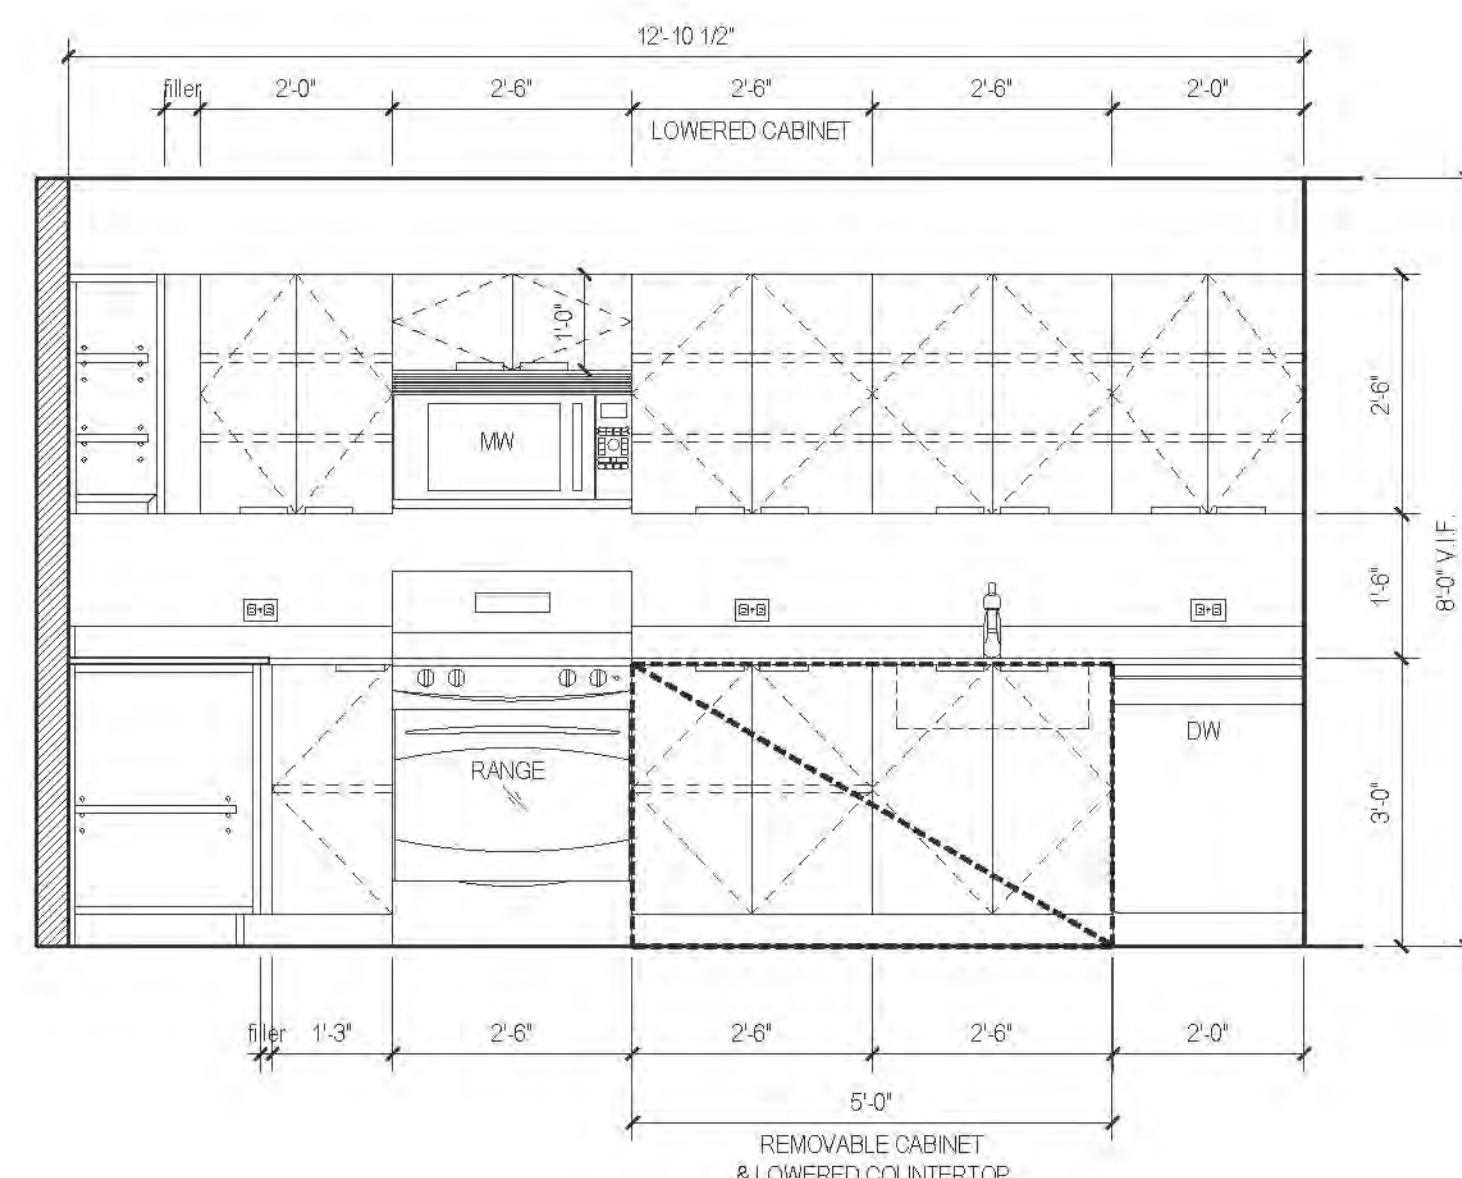 12'-10 1/2"
filler 2'-0" 2'-6" 2'-6" 2'-6" 2'-0"
LOWERED CABINET
1'-0"
2'-6"
MW
1'-6"
8'-0" V.I.F.
RANGE
DW
3'-0"
filler 1'-3" 2'-6" 2'-6" 2'-6" 2'-0"
5'-0"
REMOVABLE CABINET
& LOWERED COUNTERTOP